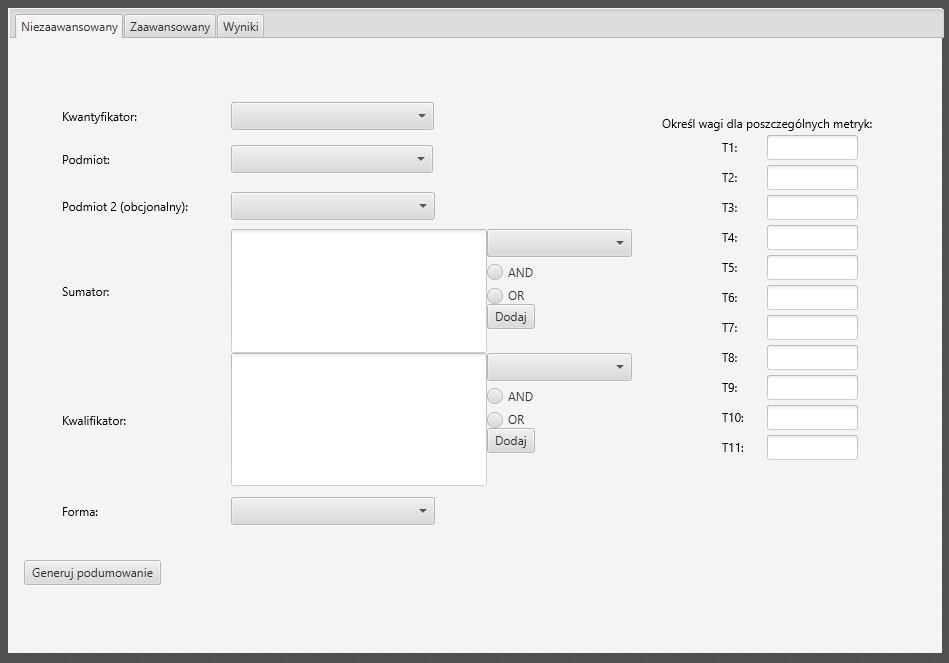 Niezaawansowany Zaawansowany Wyniki
Kwantyfikator:
Podmiot:
Podmiot 2 (obcjonalny):
Sumator:
AND
OR
Dodaj
Kwalifikator:
AND
OR
Dodaj
Forma:
Generuj podumowanie
Określ wagi dla poszczególnych metryk:
T1:
T2:
T3:
T4:
T5:
T6:
T7:
T8:
T9:
T10:
T11: